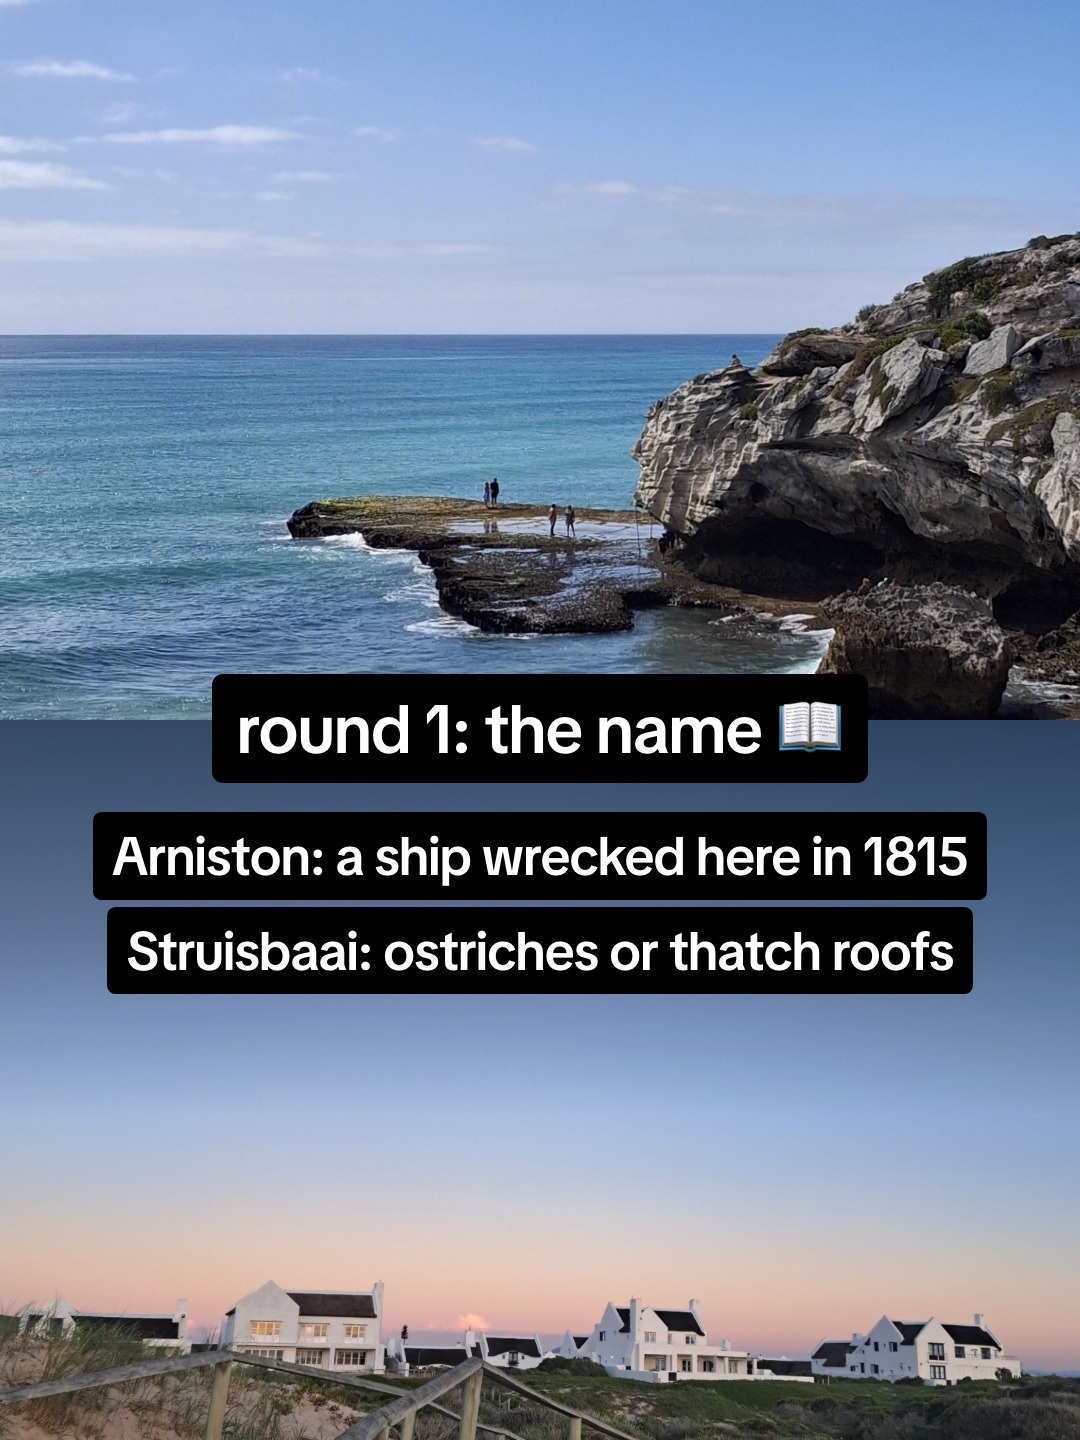 round 1: the name 📖
Arniston: a ship wrecked here in 1815
Struisbaai: ostriches or thatch roofs